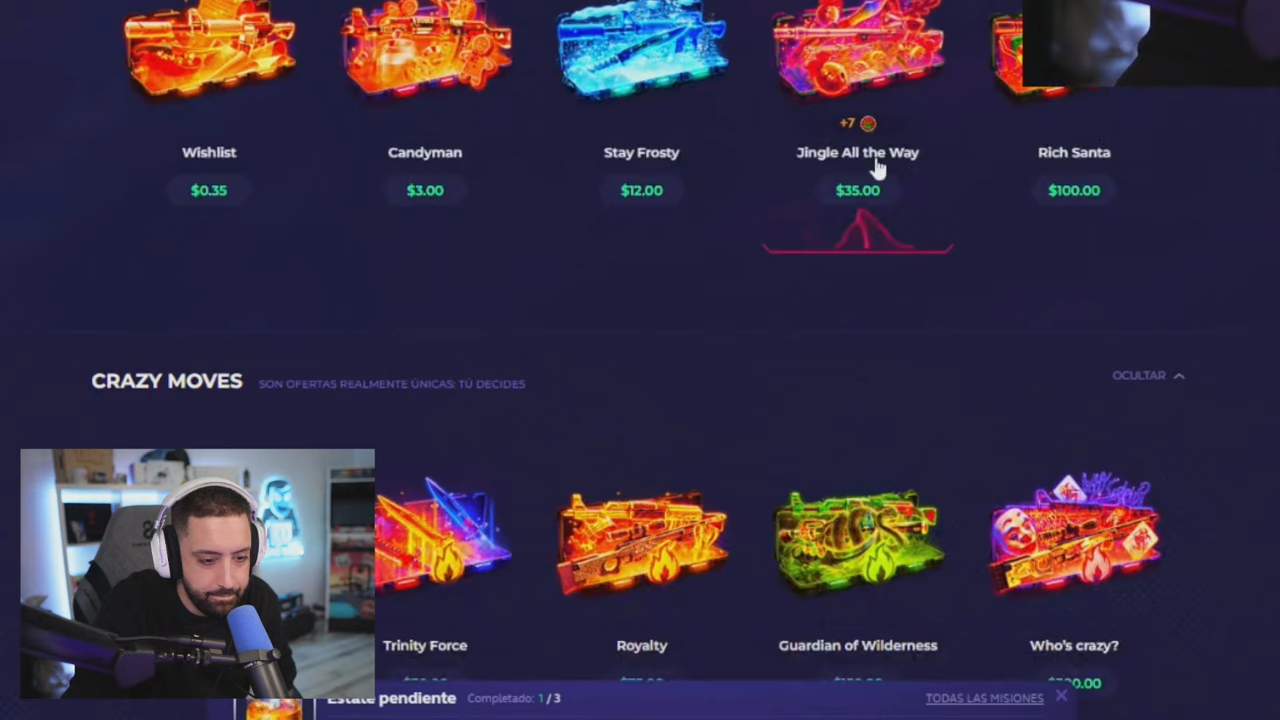 +7
Wishlist
Candyman
Stay Frosty
Jingle All the Way
Rich Santa
$0.35
$3.00
$12.00
$35.00
$100.00
CRAZY MOVES
SON OFERTAS REALMENTE ÚNICAS: TÚ DECIDES
OCULTAR
Trinity Force
Royalty
Guardian of Wilderness
Who's crazy?
Estate pendiente
Completado: 1 / 3
TODAS LAS MISIONES